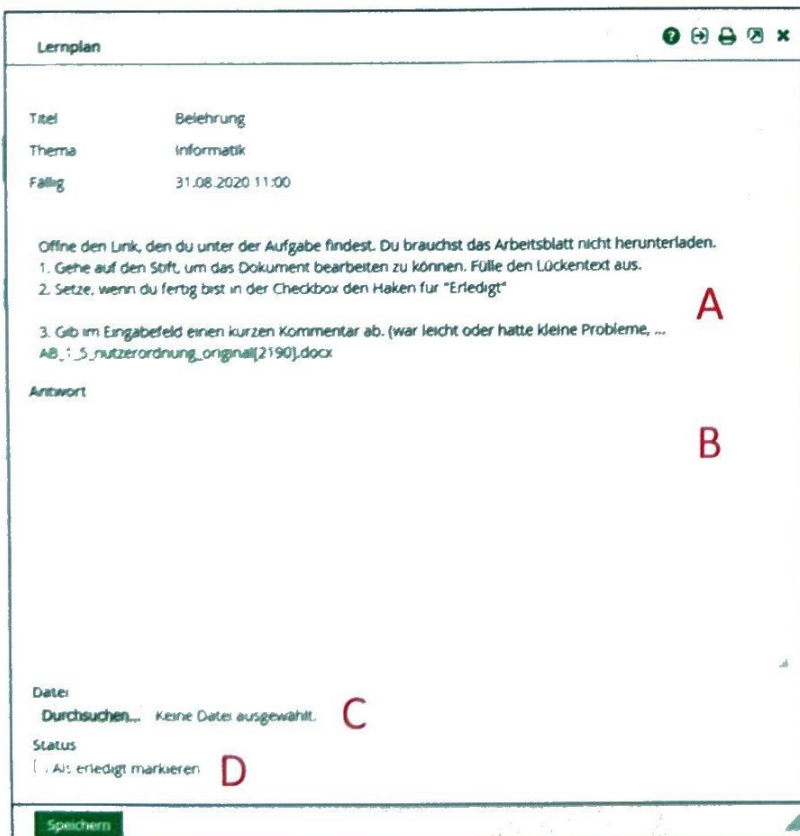 Lernplan
Titel Belehrung
Thema Informatik
Fällig 31.08.2020 11:00
Öffne den Link, den du unter der Aufgabe findest. Du brauchst das Arbeitsblatt nicht herunterladen.
1. Gehe auf den Stift, um das Dokument bearbeiten zu können. Fülle den Lückentext aus.
2. Setze, wenn du fertig bist in der Checkbox den Haken für "Erledigt"
A
3. Gib im Eingabefeld einen kurzen Kommentar ab. (war leicht oder hatte kleine Probleme, ...
AB_1_5_nutzerordnung_original[2190].docx
Antwort
B
Datei
Durchsuchen... Keine Datei ausgewählt. C
Status
Als erledigt markieren D
Speichern